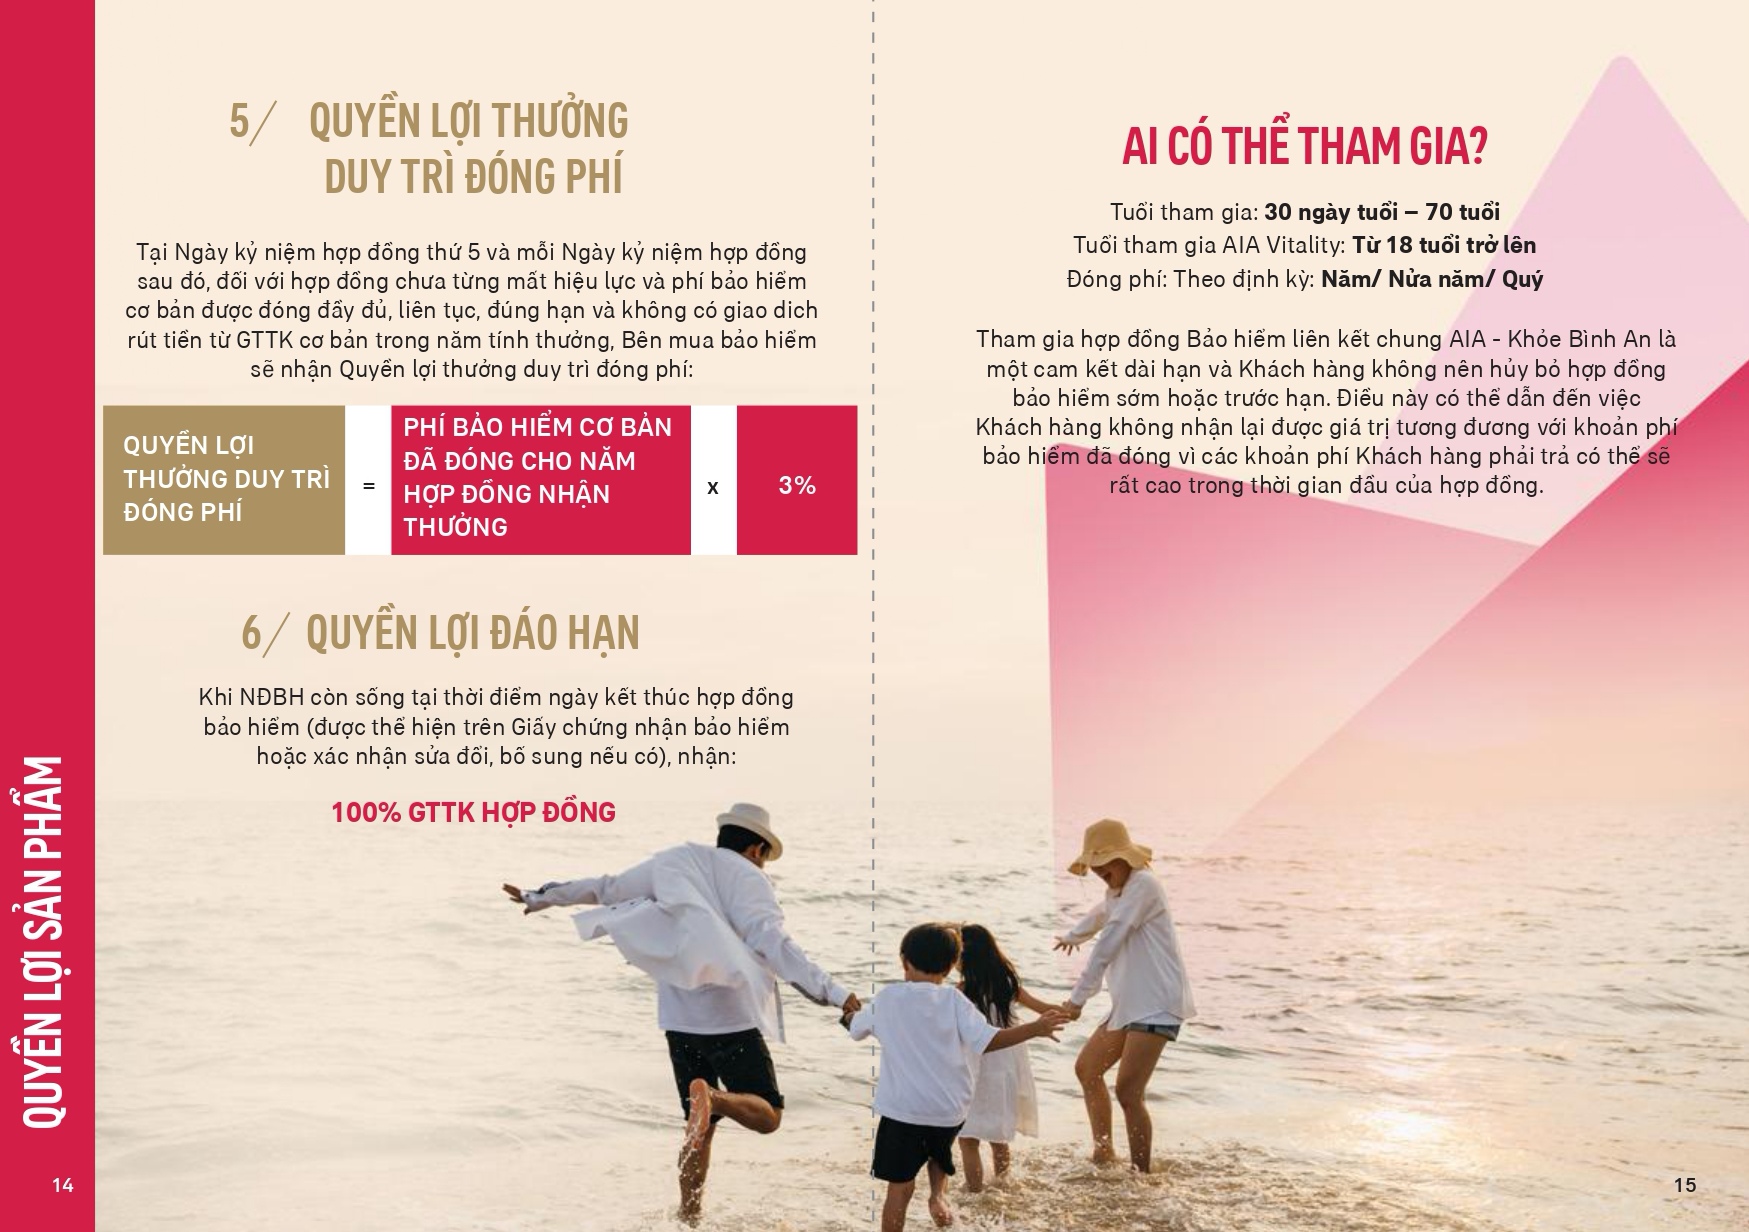 QUYỀN LỢI SẢN PHẨM
14
5/ QUYỀN LỢI THƯỞNG
DUY TRÌ ĐÓNG PHÍ
Tại Ngày kỷ niệm hợp đồng thứ 5 và mỗi Ngày kỷ niệm hợp đồng
sau đó, đối với hợp đồng chưa từng mất hiệu lực và phí bảo hiểm
cơ bản được đóng đầy đủ, liên tục, đúng hạn và không có giao dich
rút tiền từ GTTK cơ bản trong năm tính thưởng, Bên mua bảo hiểm
sẽ nhận Quyền lợi thưởng duy trì đóng phí:
QUYỀN LỢI
THƯỞNG DUY TRÌ
ĐÓNG PHÍ
=
PHÍ BẢO HIỂM CƠ BẢN
ĐÃ ĐÓNG CHO NĂM
HỢP ĐỒNG NHẬN
THƯỞNG
x
3%
6/ QUYỀN LỢI ĐÁO HẠN
Khi NĐBH còn sống tại thời điểm ngày kết thúc hợp đồng
bảo hiểm (được thể hiện trên Giấy chứng nhận bảo hiểm
hoặc xác nhận sửa đổi, bổ sung nếu có), nhận:
100% GTTK HỢP ĐỒNG
AI CÓ THỂ THAM GIA?
Tuổi tham gia: 30 ngày tuổi – 70 tuổi
Tuổi tham gia AIA Vitality: Từ 18 tuổi trở lên
Đóng phí: Theo định kỳ: Năm/ Nửa năm/ Quý
Tham gia hợp đồng Bảo hiểm liên kết chung AIA - Khỏe Bình An là
một cam kết dài hạn và Khách hàng không nên hủy bỏ hợp đồng
bảo hiểm sớm hoặc trước hạn. Điều này có thể dẫn đến việc
Khách hàng không nhận lại được giá trị tương đương với khoản phí
bảo hiểm đã đóng vì các khoản phí Khách hàng phải trả có thể sẽ
rất cao trong thời gian đầu của hợp đồng.
15